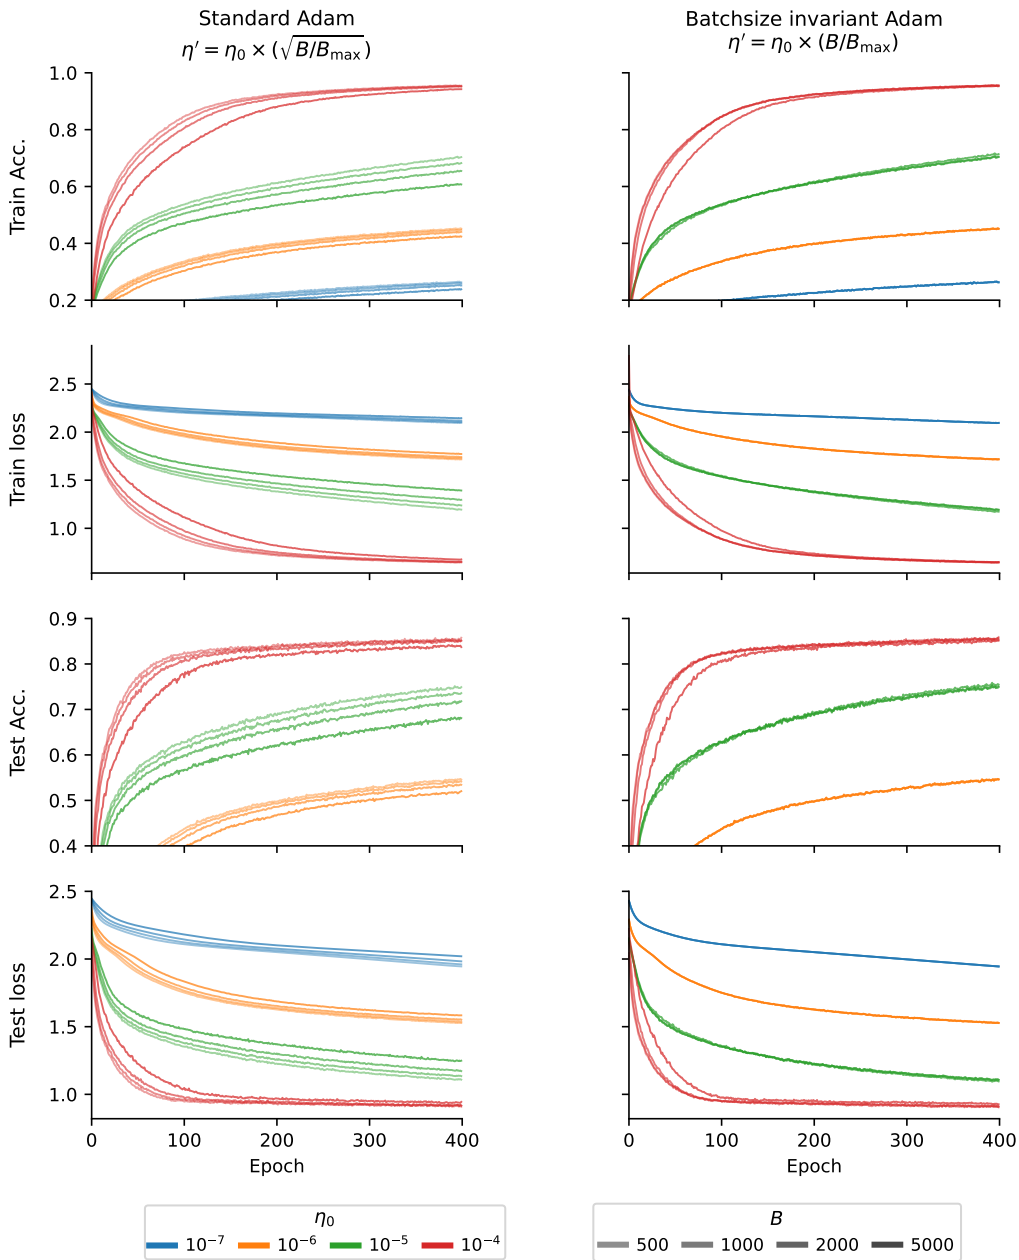 Standard Adam
η′ = η₀ × (√B/Bₘₐₓ)
Batchsize invariant Adam
η′ = η₀ × (B/Bₘₐₓ)
Train Acc.
1.0
0.8
0.6
0.4
0.2
Train loss
2.5
2.0
1.5
1.0
Test Acc.
0.9
0.8
0.7
0.6
0.5
0.4
Test loss
2.5
2.0
1.5
1.0
0 100 200 300 400
Epoch
0 100 200 300 400
Epoch
η₀
10⁻⁷ 10⁻⁶ 10⁻⁵ 10⁻⁴
B
500 1000 2000 5000